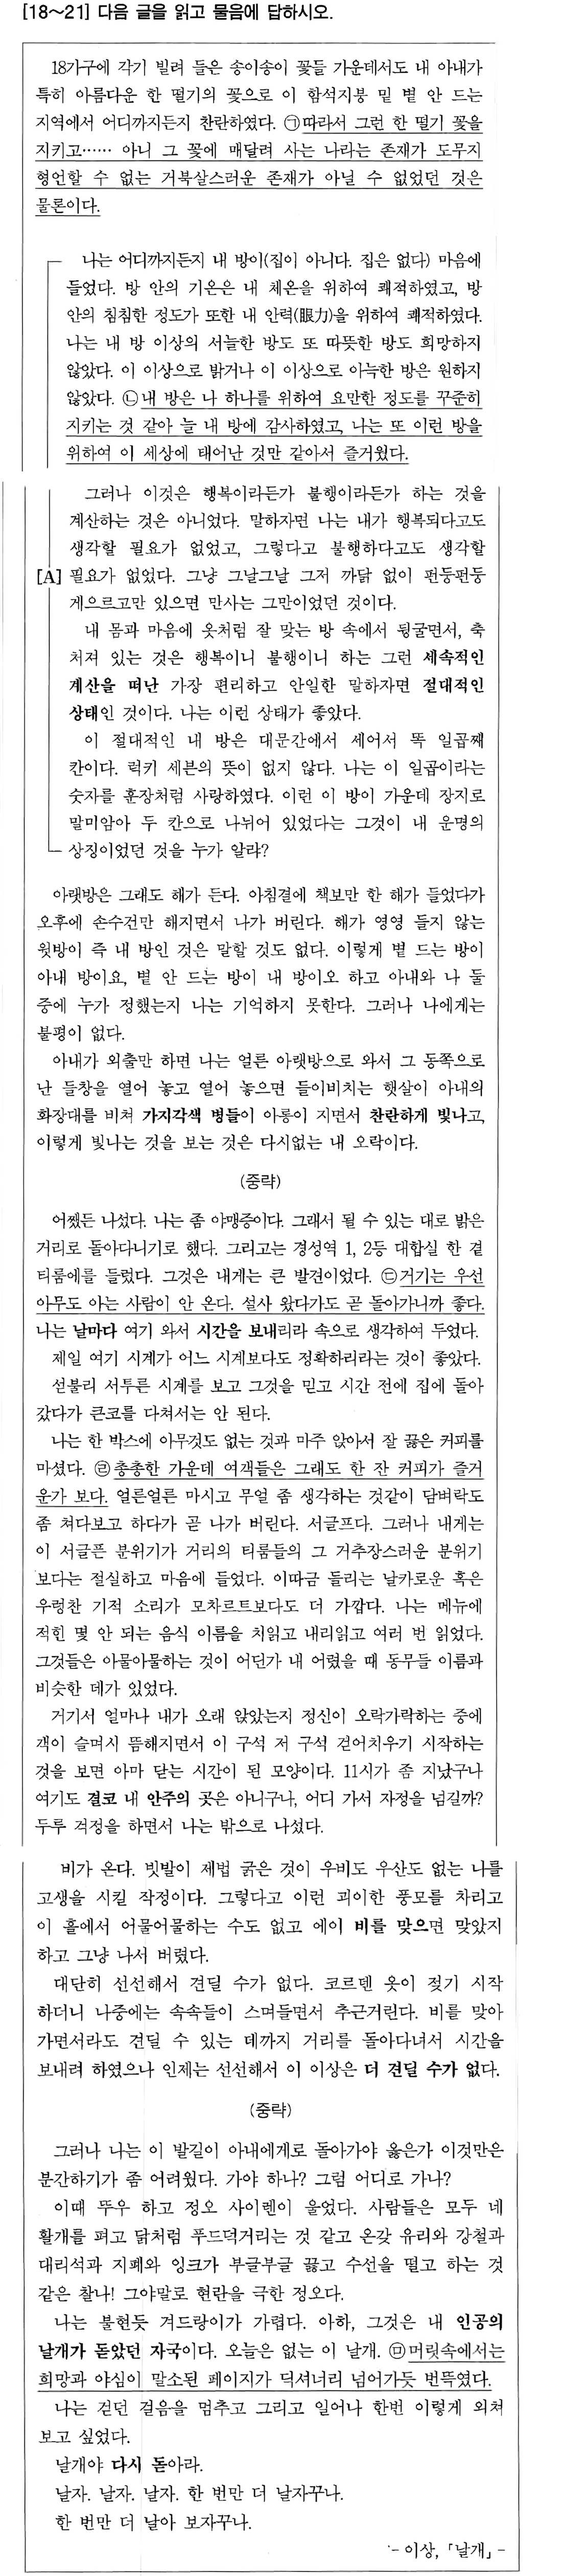 [18~21] 다음 글을 읽고 물음에 답하시오.
18가구에 각기 빌려 들은 송이송이 꽃들 가운데서도 내 아내가
특히 아름다운 한 떨기의 꽃으로 이 함석지붕 밑 볕 안 드는
지역에서 어디까지든지 찬란하였다. ㉠따라서 그런 한 떨기 꽃을
지키고…… 아니 그 꽃에 매달려 사는 나라는 존재가 도무지
형언할 수 없는 거북살스러운 존재가 아닐 수 없었던 것은
물론이다.
나는 어디까지든지 내 방이(집이 아니다. 집은 없다) 마음에
들었다. 방 안의 기온은 내 체온을 위하여 쾌적하였고, 방
안의 침침한 정도가 또한 내 안력(眼力)을 위하여 쾌적하였다.
나는 내 방 이상의 서늘한 방도 또 따뜻한 방도 희망하지
않았다. 이 이상으로 밝거나 이 이상으로 아늑한 방은 원하지
않았다. ㉡내 방은 나 하나를 위하여 요만한 정도를 꾸준히
지키는 것 같아 늘 내 방에 감사하였고, 나는 또 이런 방을
위하여 이 세상에 태어난 것만 같아서 즐거웠다.
그러나 이것은 행복이라든가 불행이라든가 하는 것을
계산하는 것은 아니었다. 말하자면 나는 내가 행복되다고도
생각할 필요가 없었고, 그렇다고 불행하다고도 생각할
[A] 필요가 없었다. 그냥 그날그날 그저 까닭 없이 펀둥펀둥
게으르고만 있으면 만사는 그만이었던 것이다.
내 몸과 마음에 옷처럼 잘 맞는 방 속에서 뒹굴면서, 축
처져 있는 것은 행복이니 불행이니 하는 그런 세속적인
계산을 떠난 가장 편리하고 안일한 말하자면 절대적인
상태인 것이다. 나는 이런 상태가 좋았다.
이 절대적인 내 방은 대문간에서 세어서 똑 일곱째
칸이다. 럭키 세븐의 뜻이 없지 않다. 나는 이 일곱이라는
숫자를 훈장처럼 사랑하였다. 이런 이 방이 가운데 장지로
말미암아 두 칸으로 나뉘어 있었다는 그것이 내 운명의
상징이었던 것을 누가 알랴?
아랫방은 그래도 해가 든다. 아침결에 책보만 한 해가 들었다가
오후에 손수건만 해지면서 나가 버린다. 해가 영영 들지 않는
윗방이 즉 내 방인 것은 말할 것도 없다. 이렇게 볕 드는 방이
아내 방이요, 볕 안 드는 방이 내 방이오 하고 아내와 나 둘
중에 누가 정했는지 나는 기억하지 못한다. 그러나 나에게는
불평이 없다.
아내가 외출만 하면 나는 얼른 아랫방으로 와서 그 동쪽으로
난 들창을 열어 놓고 열어 놓으면 들이비치는 햇살이 아내의
화장대를 비쳐 가지각색 병들이 아롱이 지면서 찬란하게 빛나고,
이렇게 빛나는 것을 보는 것은 다시없는 내 오락이다.
(중략)
어쨌든 나섰다. 나는 좀 야맹증이다. 그래서 될 수 있는 대로 밝은
거리로 돌아다니기로 했다. 그리고는 경성역 1, 2등 대합실 한 곁
티룸에를 들렀다. 그것은 내게는 큰 발견이었다. ㉢거기는 우선
아무도 아는 사람이 안 온다. 설사 왔다가도 곧 돌아가니까 좋다.
나는 날마다 여기 와서 시간을 보내리라 속으로 생각하여 두었다.
제일 여기 시계가 어느 시계보다도 정확하리라는 것이 좋았다.
섣불리 서투른 시계를 보고 그것을 믿고 시간 전에 집에 돌아
갔다가 큰코를 다쳐서는 안 된다.
나는 한 박스에 아무것도 없는 것과 마주 앉아서 잘 끓은 커피를
마셨다. ㉣총총한 가운데 여객들은 그래도 한 잔 커피가 즐거
운가 보다. 얼른얼른 마시고 무얼 좀 생각하는 것같이 담벼락도
좀 쳐다보고 하다가 곧 나가 버린다. 서글프다. 그러나 내게는
이 서글픈 분위기가 거리의 티룸들의 그 거추장스러운 분위기
보다는 절실하고 마음에 들었다. 이따금 들리는 날카로운 혹은
우렁찬 기적 소리가 모차르트보다도 더 가깝다. 나는 메뉴에
적힌 몇 안 되는 음식 이름을 치읽고 내리읽고 여러 번 읽었다.
그것들은 아물아물하는 것이 어딘가 내 어렸을 때 동무들 이름과
비슷한 데가 있었다.
거기서 얼마나 내가 오래 앉았는지 정신이 오락가락하는 중에
객이 슬며시 뜸해지면서 이 구석 저 구석 걷어치우기 시작하는
것을 보면 아마 닫는 시간이 된 모양이다. 11시가 좀 지났구나
여기도 결코 내 안주의 곳은 아니구나, 어디 가서 자정을 넘길까?
두루 걱정을 하면서 나는 밖으로 나섰다.
비가 온다. 빗발이 제법 굵은 것이 우비도 우산도 없는 나를
고생을 시킬 작정이다. 그렇다고 이런 괴이한 풍모를 차리고
이 홀에서 어물어물하는 수도 없고 에이 비를 맞으면 맞았지
하고 그냥 나서 버렸다.
대단히 선선해서 견딜 수가 없다. 코르덴 옷이 젖기 시작
하더니 나중에는 속속들이 스며들면서 추근거린다. 비를 맞아
가면서라도 견딜 수 있는 데까지 거리를 돌아다녀서 시간을
보내려 하였으나 인제는 선선해서 이 이상은 더 견딜 수가 없다.
(중략)
그러나 나는 이 발길이 아내에게로 돌아가야 옳은가 이것만은
분간하기가 좀 어려웠다. 가야 하나? 그럼 어디로 가나?
이때 뚜우 하고 정오 사이렌이 울었다. 사람들은 모두 네
활개를 펴고 닭처럼 푸드덕거리는 것 같고 온갖 유리와 강철과
대리석과 지폐와 잉크가 부글부글 끓고 수선을 떨고 하는 것
같은 찰나! 그야말로 현란을 극한 정오다.
나는 불현듯 겨드랑이가 가렵다. 아하, 그것은 내 인공의
날개가 돋았던 자국이다. 오늘은 없는 이 날개. ㉤머릿속에서는
희망과 야심이 말소된 페이지가 딕셔너리 넘어가듯 번뜩였다.
나는 걷던 걸음을 멈추고 그리고 일어나 한번 이렇게 외쳐
보고 싶었다.
날개야 다시 돋아라.
날자. 날자. 날자. 한 번만 더 날자꾸나.
한 번만 더 날아 보자꾸나.
- 이상, 「날개」 -